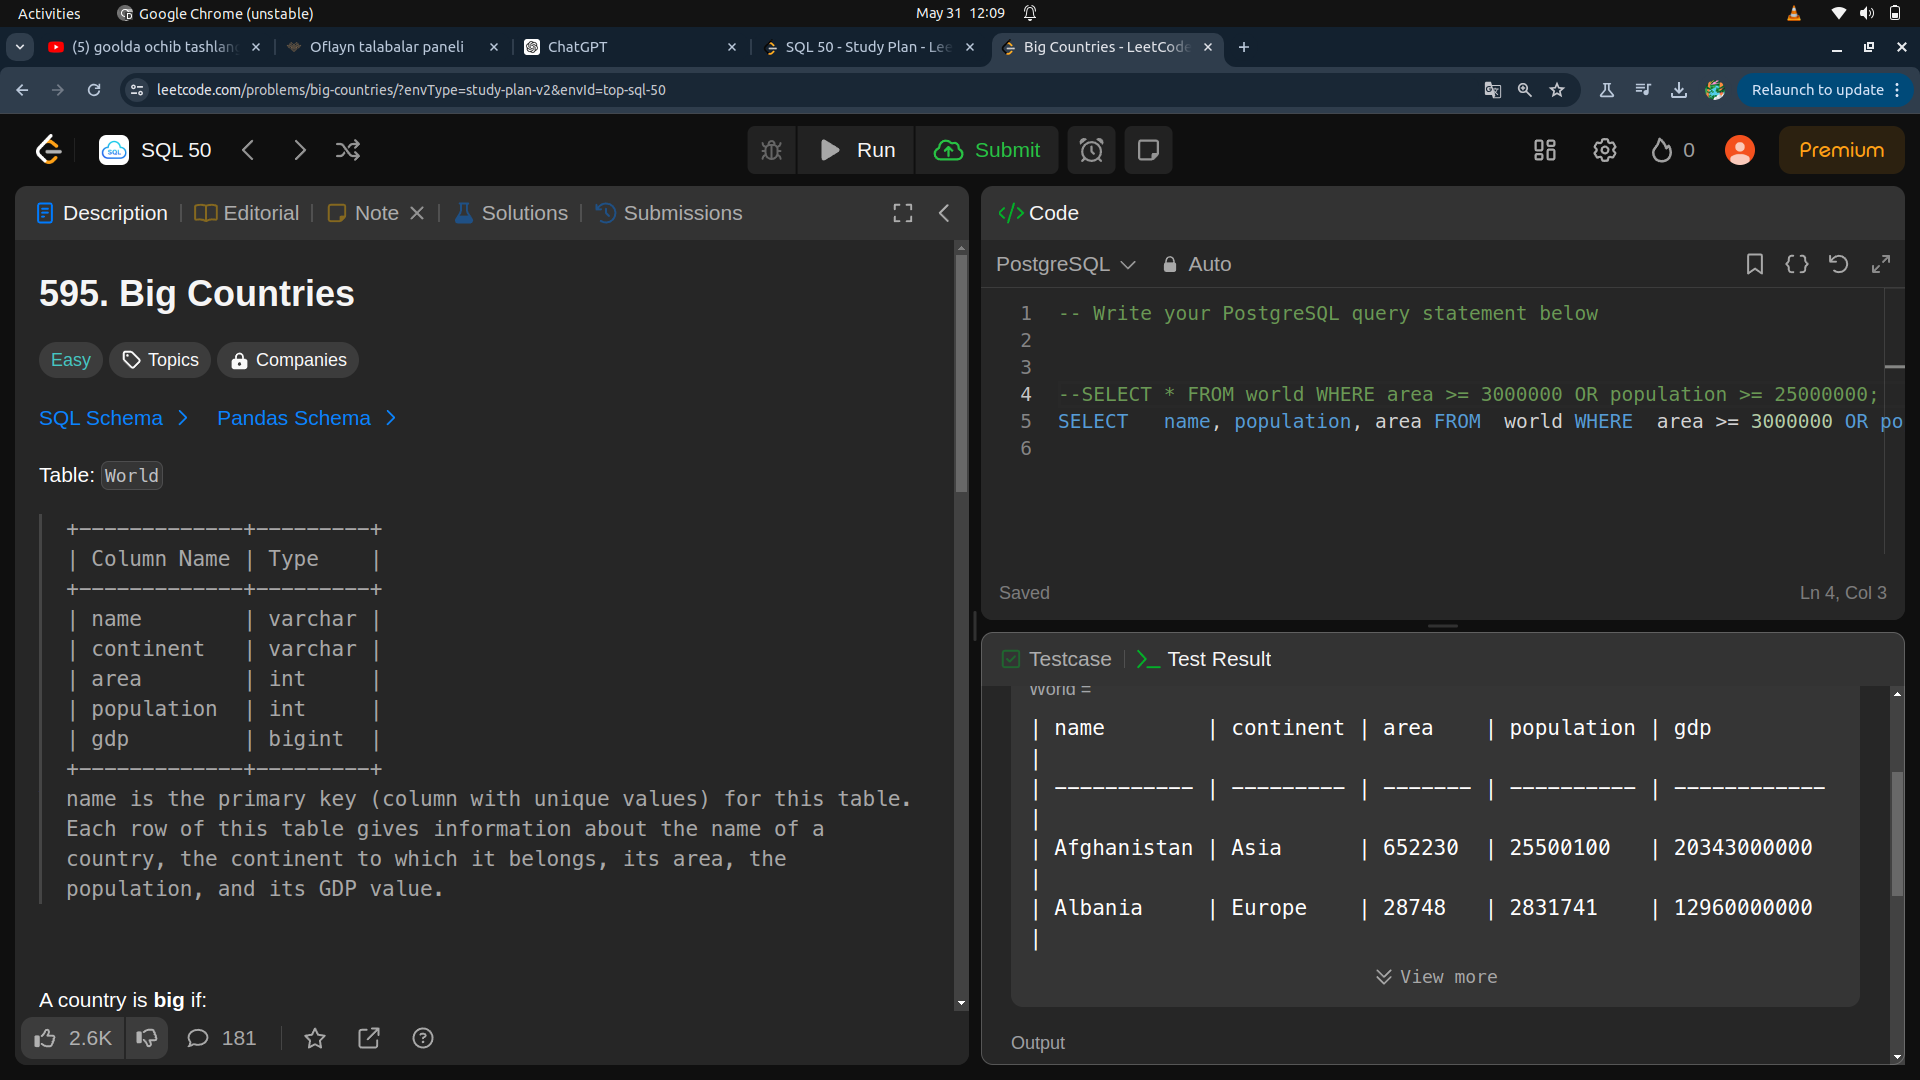 Activities
Google Chrome (unstable)
May 31 12:09
(5) goolda ochib tashlan
Oflayn talabalar paneli
ChatGPT
SQL 50 - Study Plan - Lee
Big Countries - LeetCode
leetcode.com/problems/big-countries/?envType=study-plan-v2&envId=top-sql-50
Relaunch to update
SQL 50
Run
Submit
0
Premium
Description
Editorial
Note
Solutions
Submissions
595. Big Countries
Easy
Topics
Companies
SQL Schema
Pandas Schema
Table: World
+-------------+---------+
| Column Name | Type    |
+-------------+---------+
| name        | varchar |
| continent   | varchar |
| area        | int     |
| population  | int     |
| gdp         | bigint  |
+-------------+---------+
name is the primary key (column with unique values) for this table.
Each row of this table gives information about the name of a
country, the continent to which it belongs, its area, the
population, and its GDP value.
A country is big if:
2.6K
181
</> Code
PostgreSQL
Auto
1 -- Write your PostgreSQL query statement below
2
3
4 --SELECT * FROM world WHERE area >= 3000000 OR population >= 25000000;
5 SELECT   name, population, area FROM  world WHERE  area >= 3000000 OR po
6
Saved
Ln 4, Col 3
Testcase
>_ Test Result
World =
| name        | continent | area    | population | gdp
|
| ----------- | --------- | ------- | ---------- | ------------
|
| Afghanistan | Asia      | 652230  | 25500100   | 20343000000
|
| Albania     | Europe    | 28748   | 2831741    | 12960000000
|
View more
Output